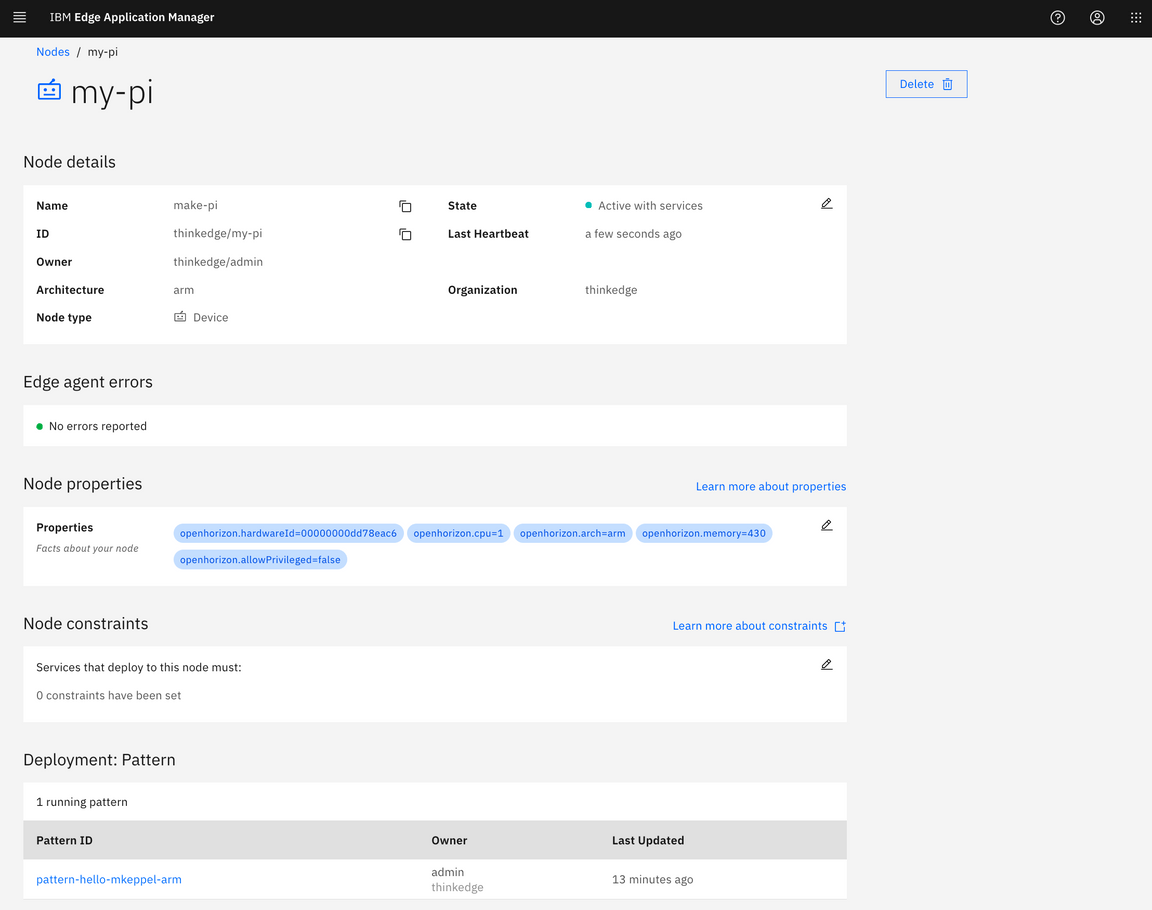 IBM Edge Application Manager
Nodes / my-pi
my-pi
Delete
Node details
Name make-pi State Active with services
ID thinkedge/my-pi Last Heartbeat a few seconds ago
Owner thinkedge/admin
Architecture arm Organization thinkedge
Node type Device
Edge agent errors
No errors reported
Node properties Learn more about properties
Properties openhorizon.hardwareId=00000000dd78eac6 openhorizon.cpu=1 openhorizon.arch=arm openhorizon.memory=430
Facts about your node openhorizon.allowPrivileged=false
Node constraints Learn more about constraints
Services that deploy to this node must:
0 constraints have been set
Deployment: Pattern
1 running pattern
Pattern ID Owner Last Updated
pattern-hello-mkeppel-arm admin 13 minutes ago
thinkedge